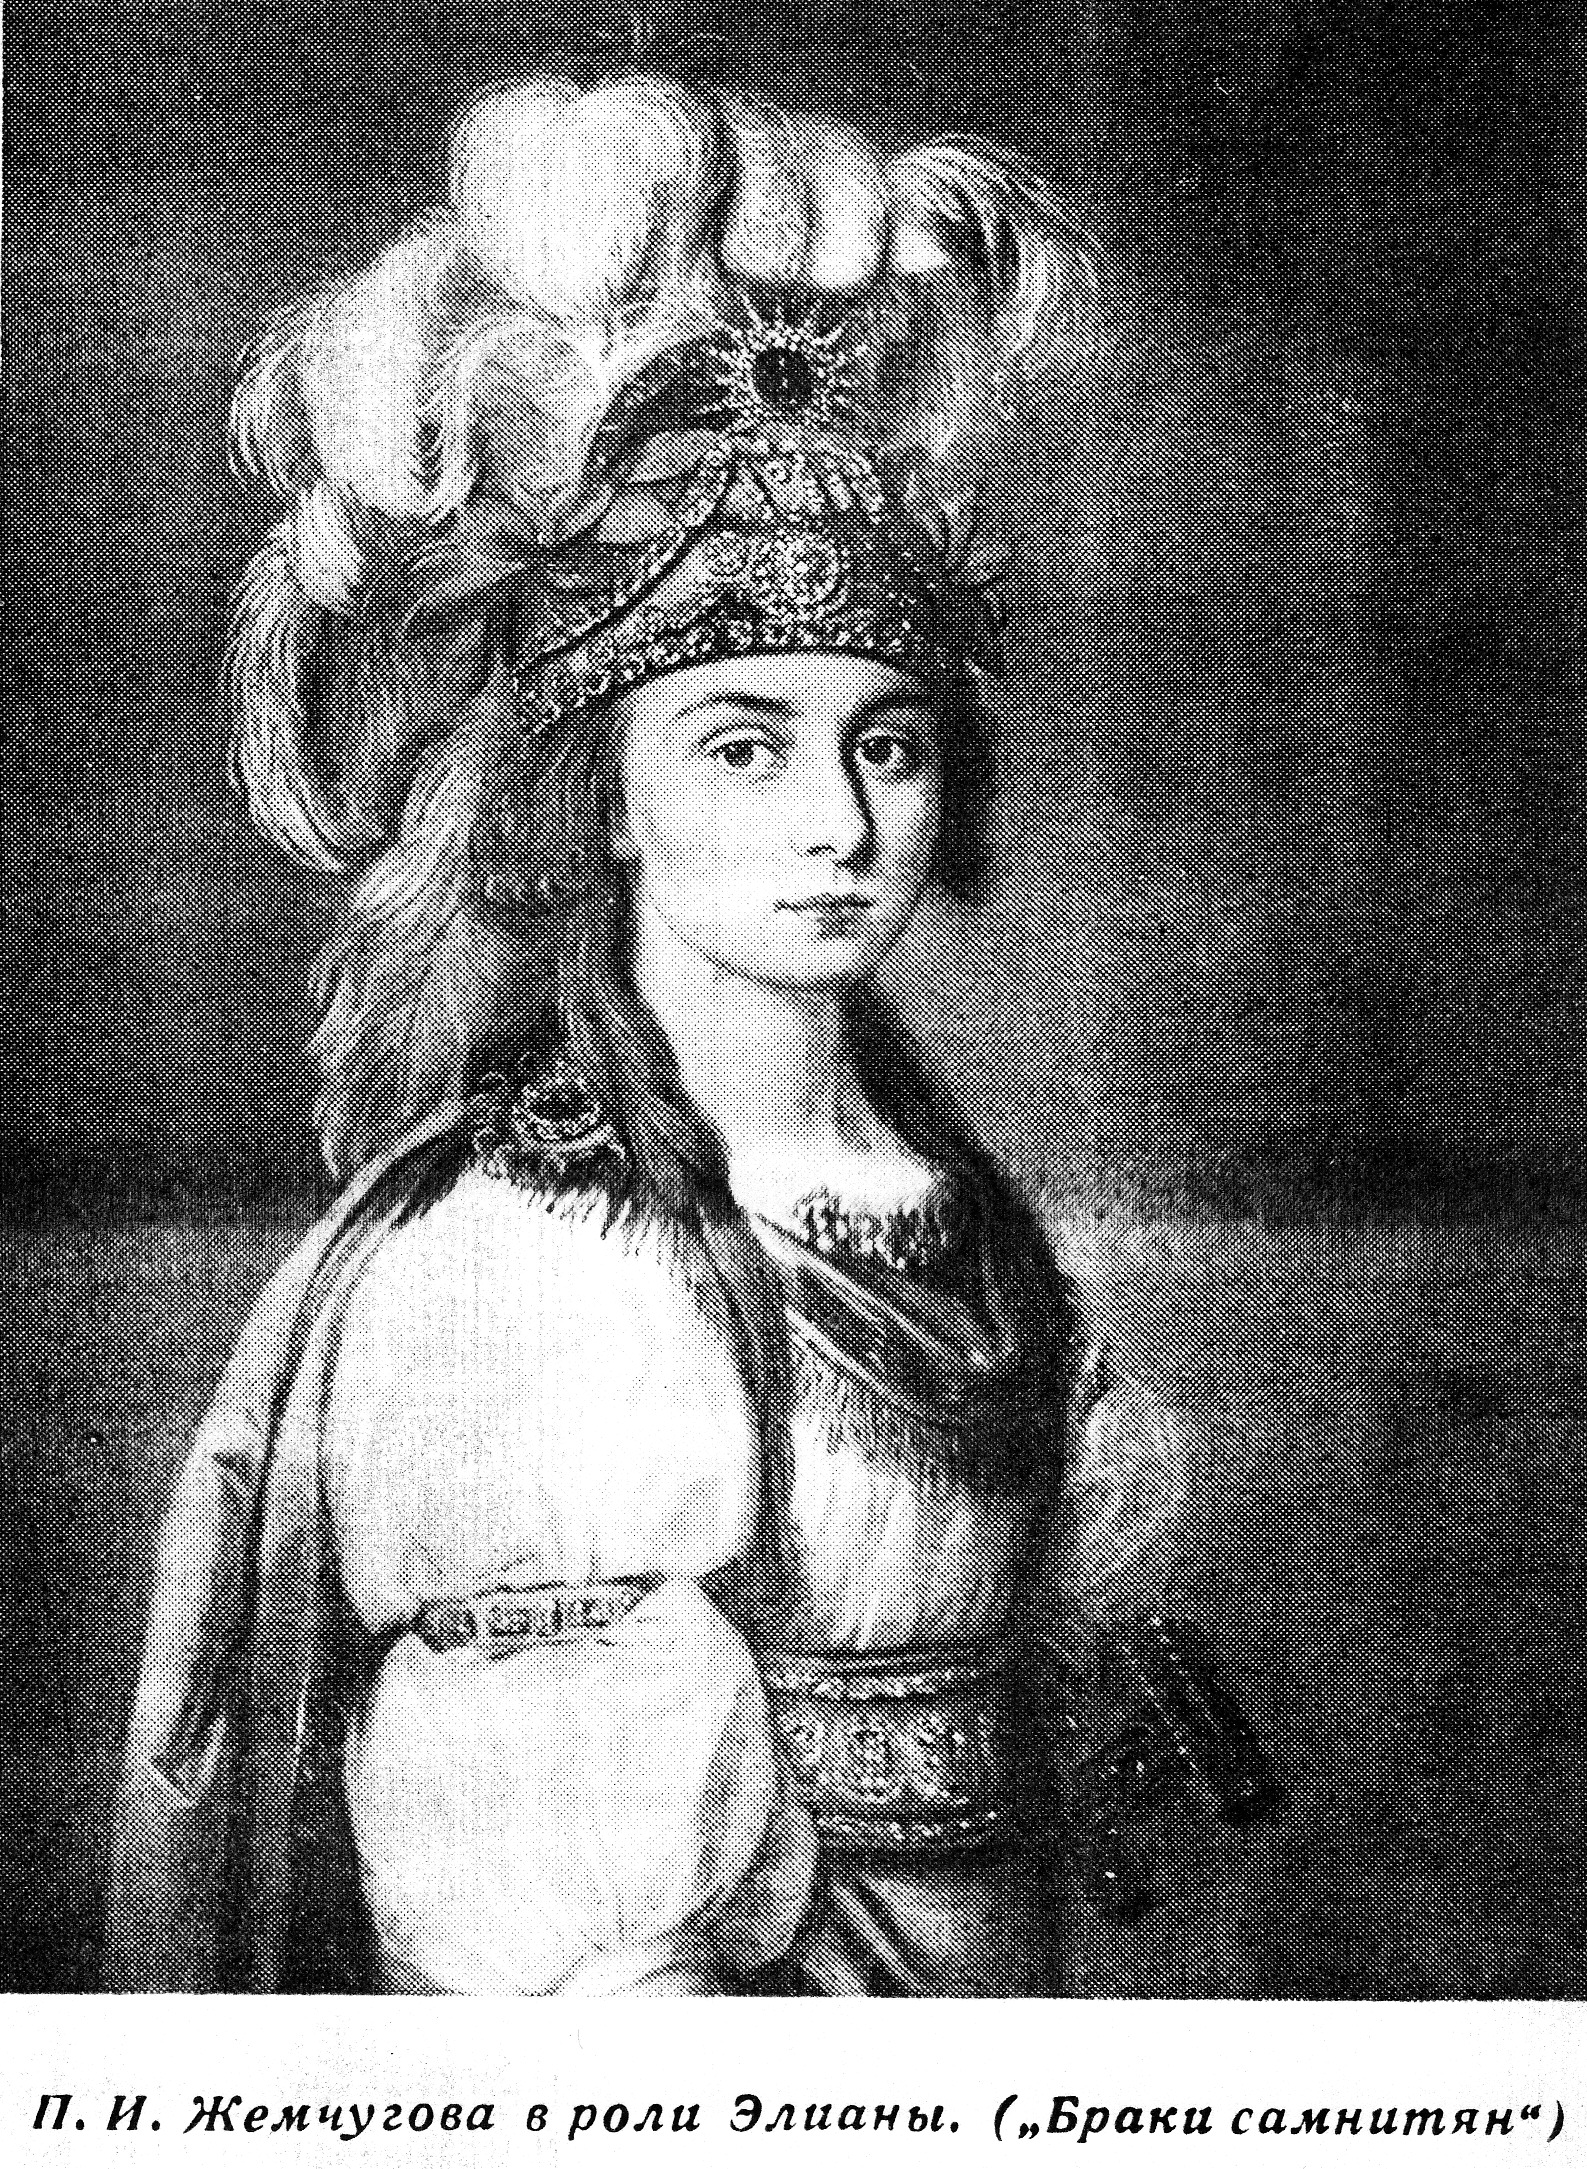 П. И. Жемчугова в роли Элианы. („Браки самнитян“)